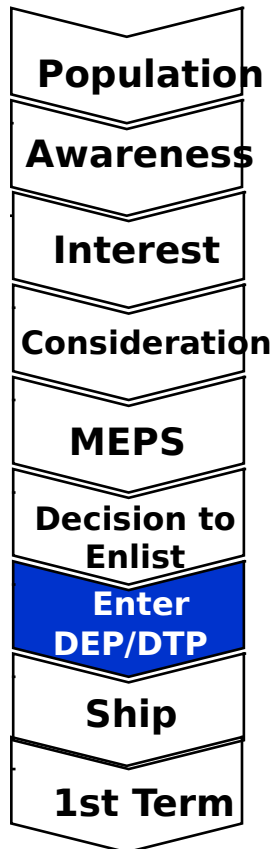 Population
Awareness
Interest
Consideration
MEPS
Decision to
Enlist
Enter
DEP/DTP
Ship
1st Term